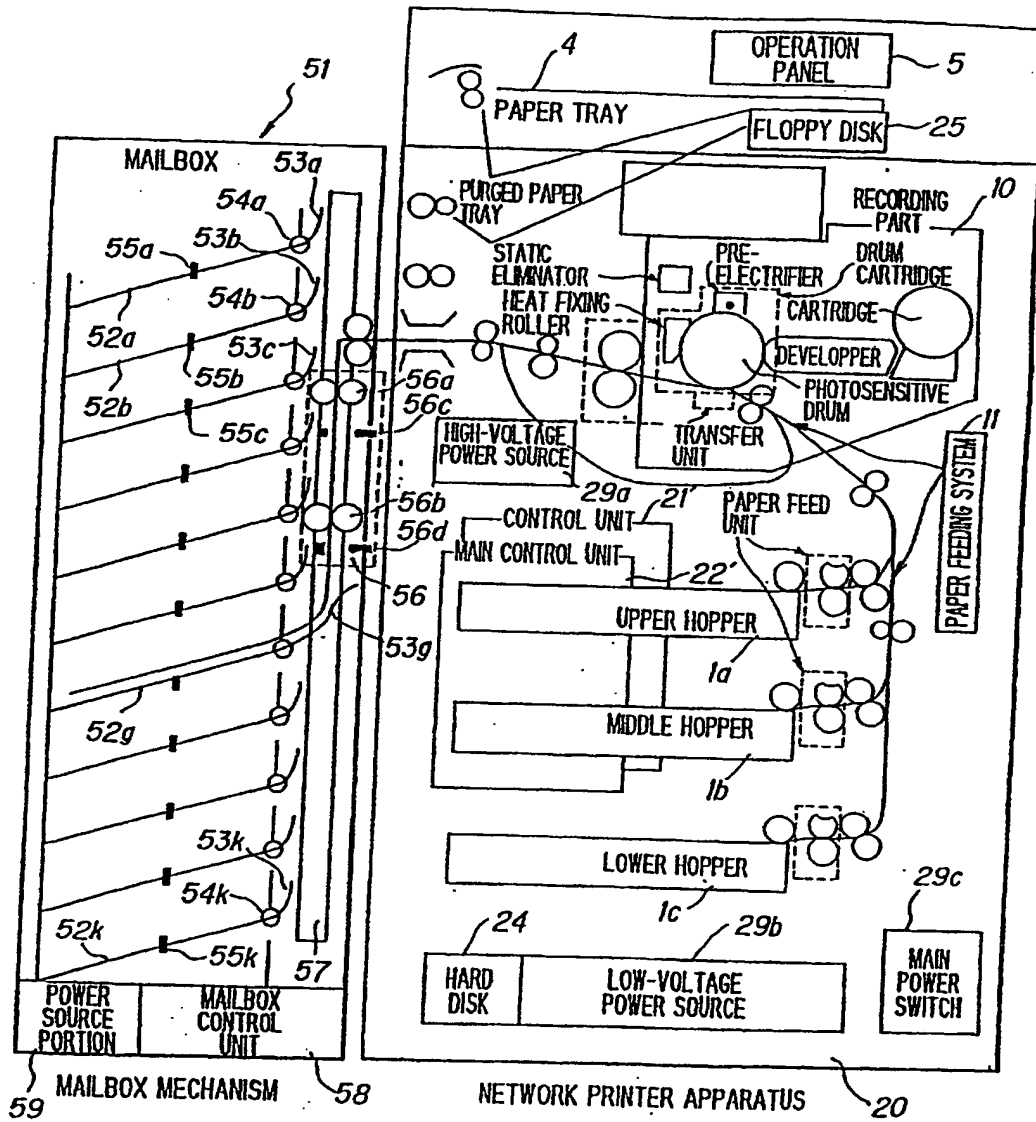 51
MAILBOX
53a
54a
53b
55a
54b
52a
53c
55b
52b
55c
56a
56c
56b
56d
56
53g
52g
53k
54k
52k
55k
57
POWER
SOURCE
PORTION
MAILBOX
CONTROL
UNIT
59
MAILBOX MECHANISM
58
4
OPERATION
PANEL
5
PAPER TRAY
FLOPPY DISK
25
PURGED PAPER
TRAY
RECORDING
PART
10
STATIC
ELIMINATOR
PRE-
ELECTRIFIER
DRUM
CARTRIDGE
HEAT FIXING
ROLLER
CARTRIDGE
DEVELOPPER
PHOTOSENSITIVE
DRUM
TRANSFER
UNIT
HIGH-VOLTAGE
POWER SOURCE
29a
11
PAPER FEEDING SYSTEM
21'
CONTROL UNIT
PAPER FEED
UNIT
MAIN CONTROL UNIT
22'
UPPER HOPPER
1a
MIDDLE HOPPER
1b
LOWER HOPPER
1c
24
29b
29c
HARD
DISK
LOW-VOLTAGE
POWER SOURCE
MAIN
POWER
SWITCH
NETWORK PRINTER APPARATUS
20